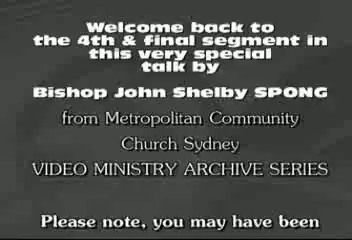 Welcome back to
the 4th & final segment in
this very special
talk by
Bishop John Shelby SPONG
from Metropolitan Community
Church Sydney
VIDEO MINISTRY ARCHIVE SERIES
Please note, you may have been